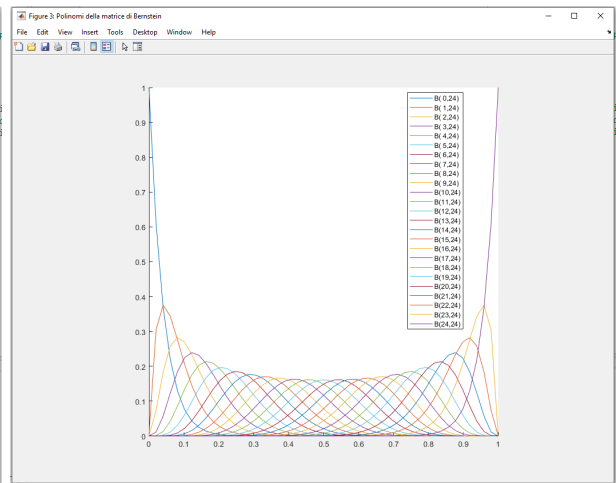 Figure 3: Polinomi della matrice di Bernstein
File Edit View Insert Tools Desktop Window Help
1
0.9
0.8
0.7
0.6
0.5
0.4
0.3
0.2
0.1
0
0 0.1 0.2 0.3 0.4 0.5 0.6 0.7 0.8 0.9 1
B( 0,24)
B( 1,24)
B( 2,24)
B( 3,24)
B( 4,24)
B( 5,24)
B( 6,24)
B( 7,24)
B( 8,24)
B( 9,24)
B(10,24)
B(11,24)
B(12,24)
B(13,24)
B(14,24)
B(15,24)
B(16,24)
B(17,24)
B(18,24)
B(19,24)
B(20,24)
B(21,24)
B(22,24)
B(23,24)
B(24,24)